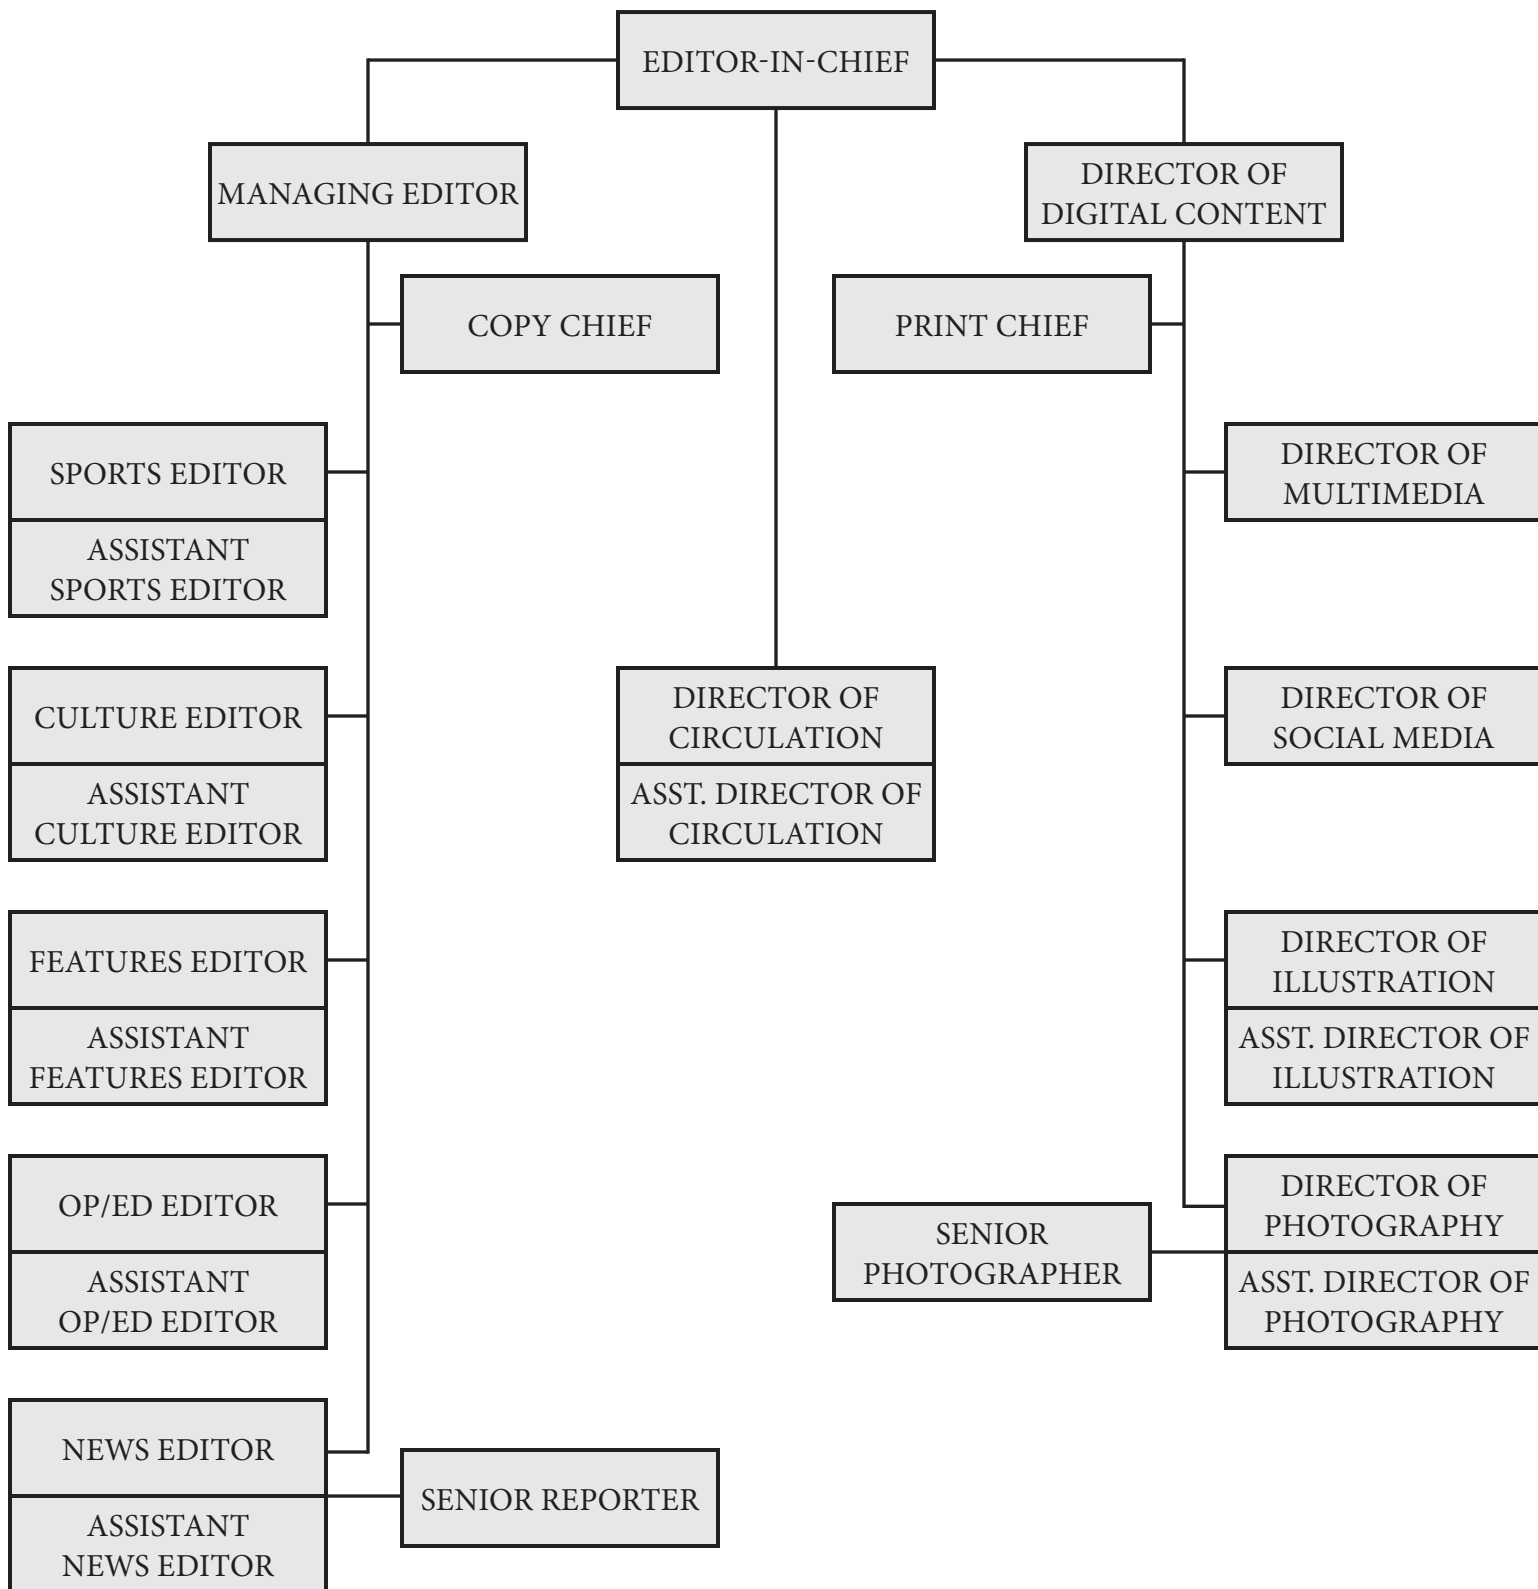 EDITOR-IN-CHIEF
MANAGING EDITOR
DIRECTOR OF
DIGITAL CONTENT
COPY CHIEF
PRINT CHIEF
SPORTS EDITOR
ASSISTANT
SPORTS EDITOR
DIRECTOR OF
MULTIMEDIA
CULTURE EDITOR
ASSISTANT
CULTURE EDITOR
DIRECTOR OF
CIRCULATION
ASST. DIRECTOR OF
CIRCULATION
DIRECTOR OF
SOCIAL MEDIA
FEATURES EDITOR
ASSISTANT
FEATURES EDITOR
DIRECTOR OF
ILLUSTRATION
ASST. DIRECTOR OF
ILLUSTRATION
OP/ED EDITOR
ASSISTANT
OP/ED EDITOR
SENIOR
PHOTOGRAPHER
DIRECTOR OF
PHOTOGRAPHY
ASST. DIRECTOR OF
PHOTOGRAPHY
NEWS EDITOR
ASSISTANT
NEWS EDITOR
SENIOR REPORTER